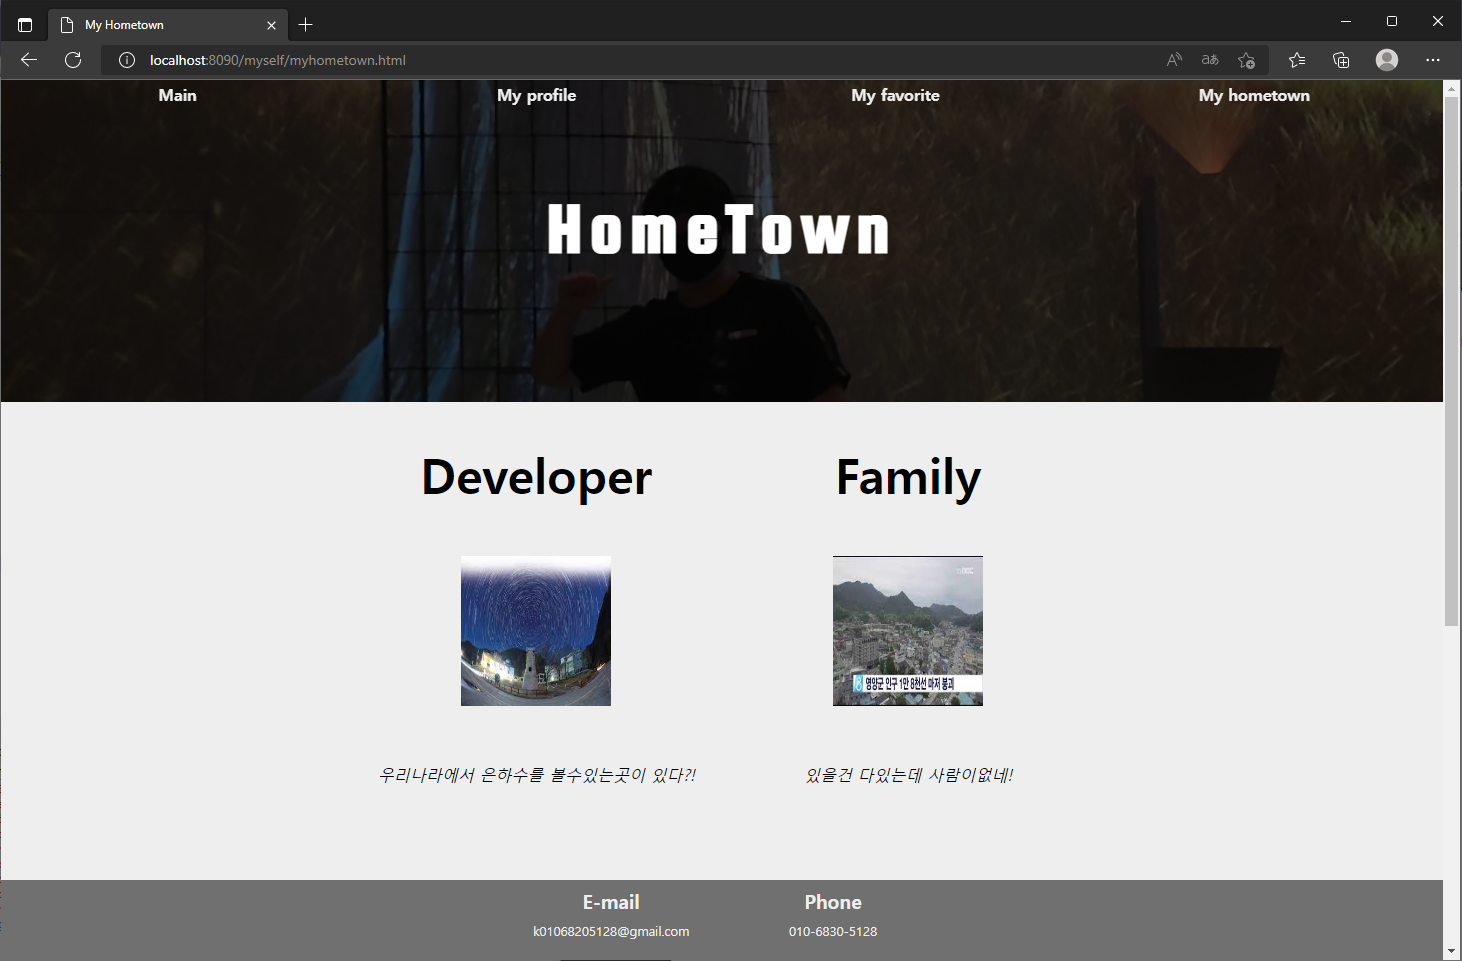 My Hometown
localhost:8090/myself/myhometown.html
Main
My profile
My favorite
My hometown
HomeTown
Developer
Family
영양군 인구 1만 8천선 마저 붕괴
우리나라에서 은하수를 볼수있는곳이 있다?!
있을건 다있는데 사람이없네!
E-mail
Phone
k01068205128@gmail.com
010-6830-5128